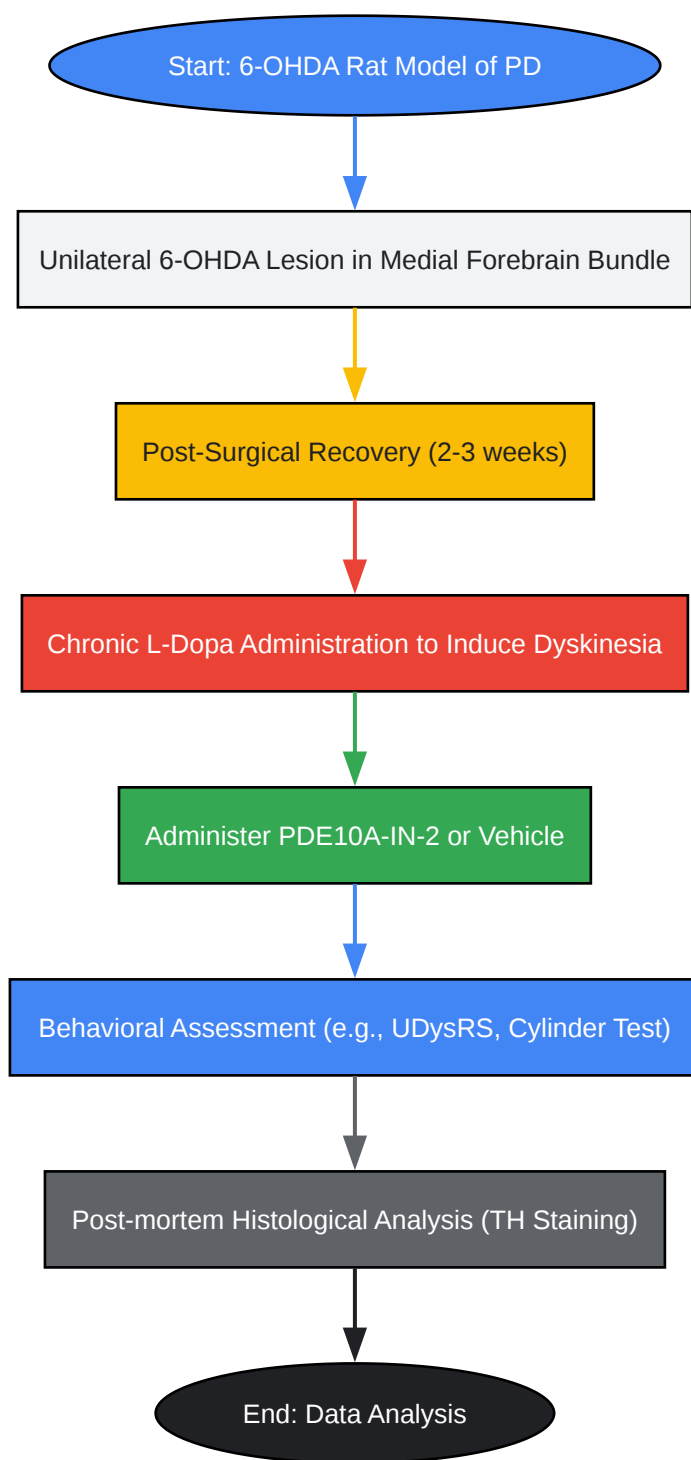 Start: 6-OHDA Rat Model of PD
Unilateral 6-OHDA Lesion in Medial Forebrain Bundle
Post-Surgical Recovery (2-3 weeks)
Chronic L-Dopa Administration to Induce Dyskinesia
Administer PDE10A-IN-2 or Vehicle
Behavioral Assessment (e.g., UDysRS, Cylinder Test)
Post-mortem Histological Analysis (TH Staining)
End: Data Analysis